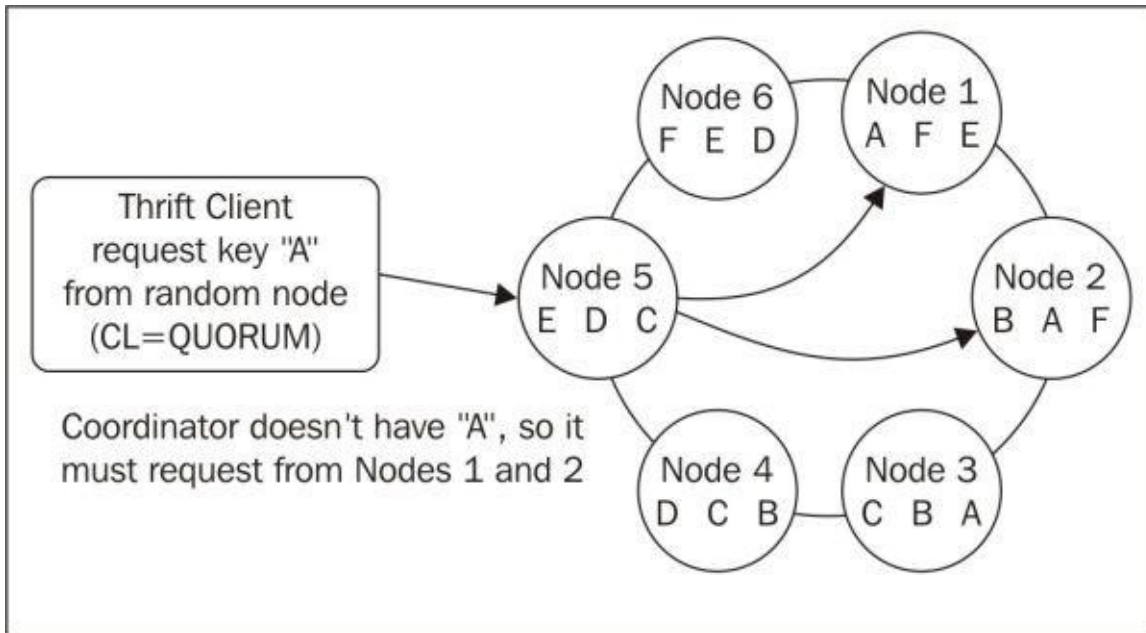 Thrift Client
request key "A"
from random node
(CL=QUORUM)
Coordinator doesn't have "A", so it
must request from Nodes 1 and 2
Node 6
F E D
Node 1
A F E
Node 5
E D C
Node 2
B A F
Node 4
D C B
Node 3
C B A